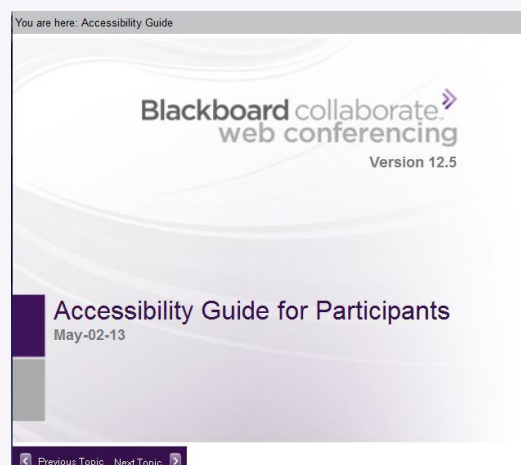 You are here: Accessibility Guide
Blackboard collaborate™
web conferencing
Version 12.5
Accessibility Guide for Participants
May-02-13
Previous Topic Next Topic